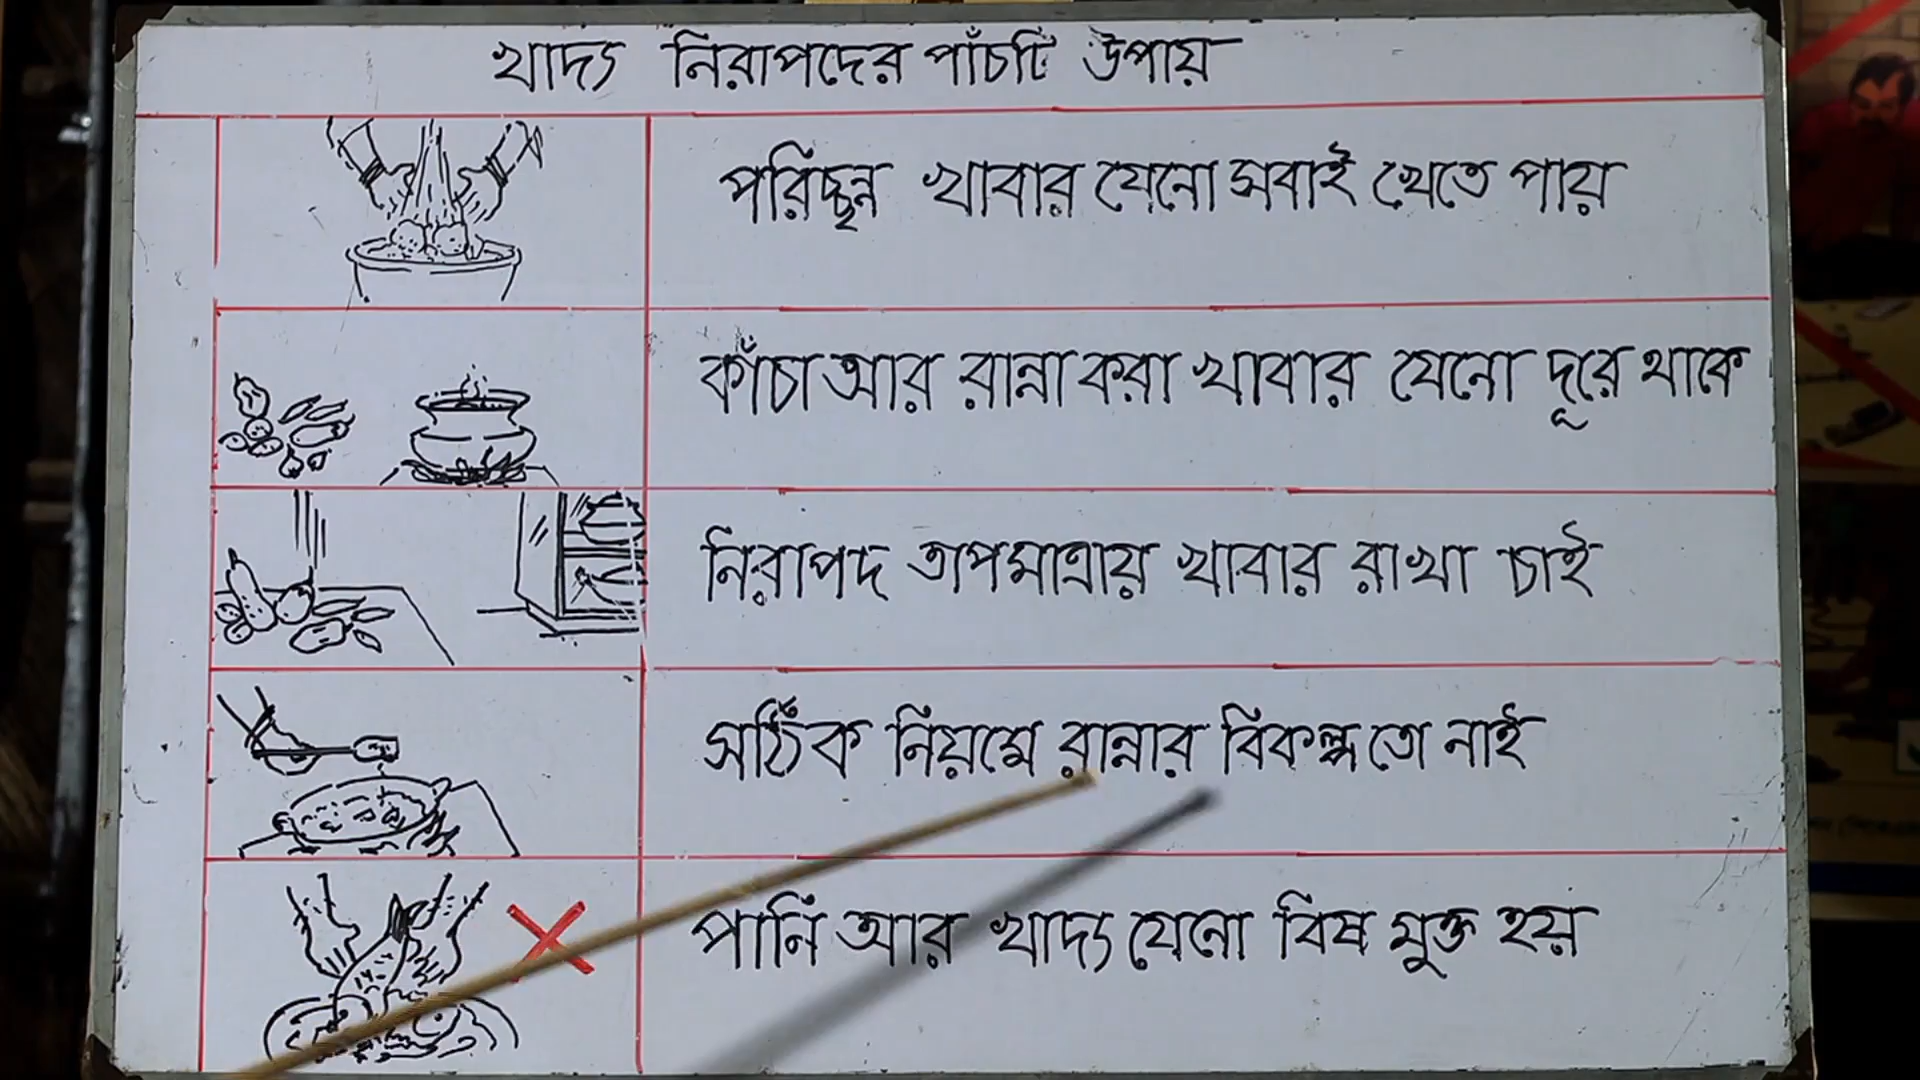 খাদ্য নিরাপদের পাঁচটি উপায়
পরিচ্ছন্ন খাবার যেনো সবাই খেতে পায়
কাঁচা আর রান্না করা খাবার যেনো দূরে থাকে
নিরাপদ তাপমাত্রায় খাবার রাখা চাই
সঠিক নিয়মে রান্নার বিকল্প তো নাই
পানি আর খাদ্য যেনো বিষ মুক্ত হয়